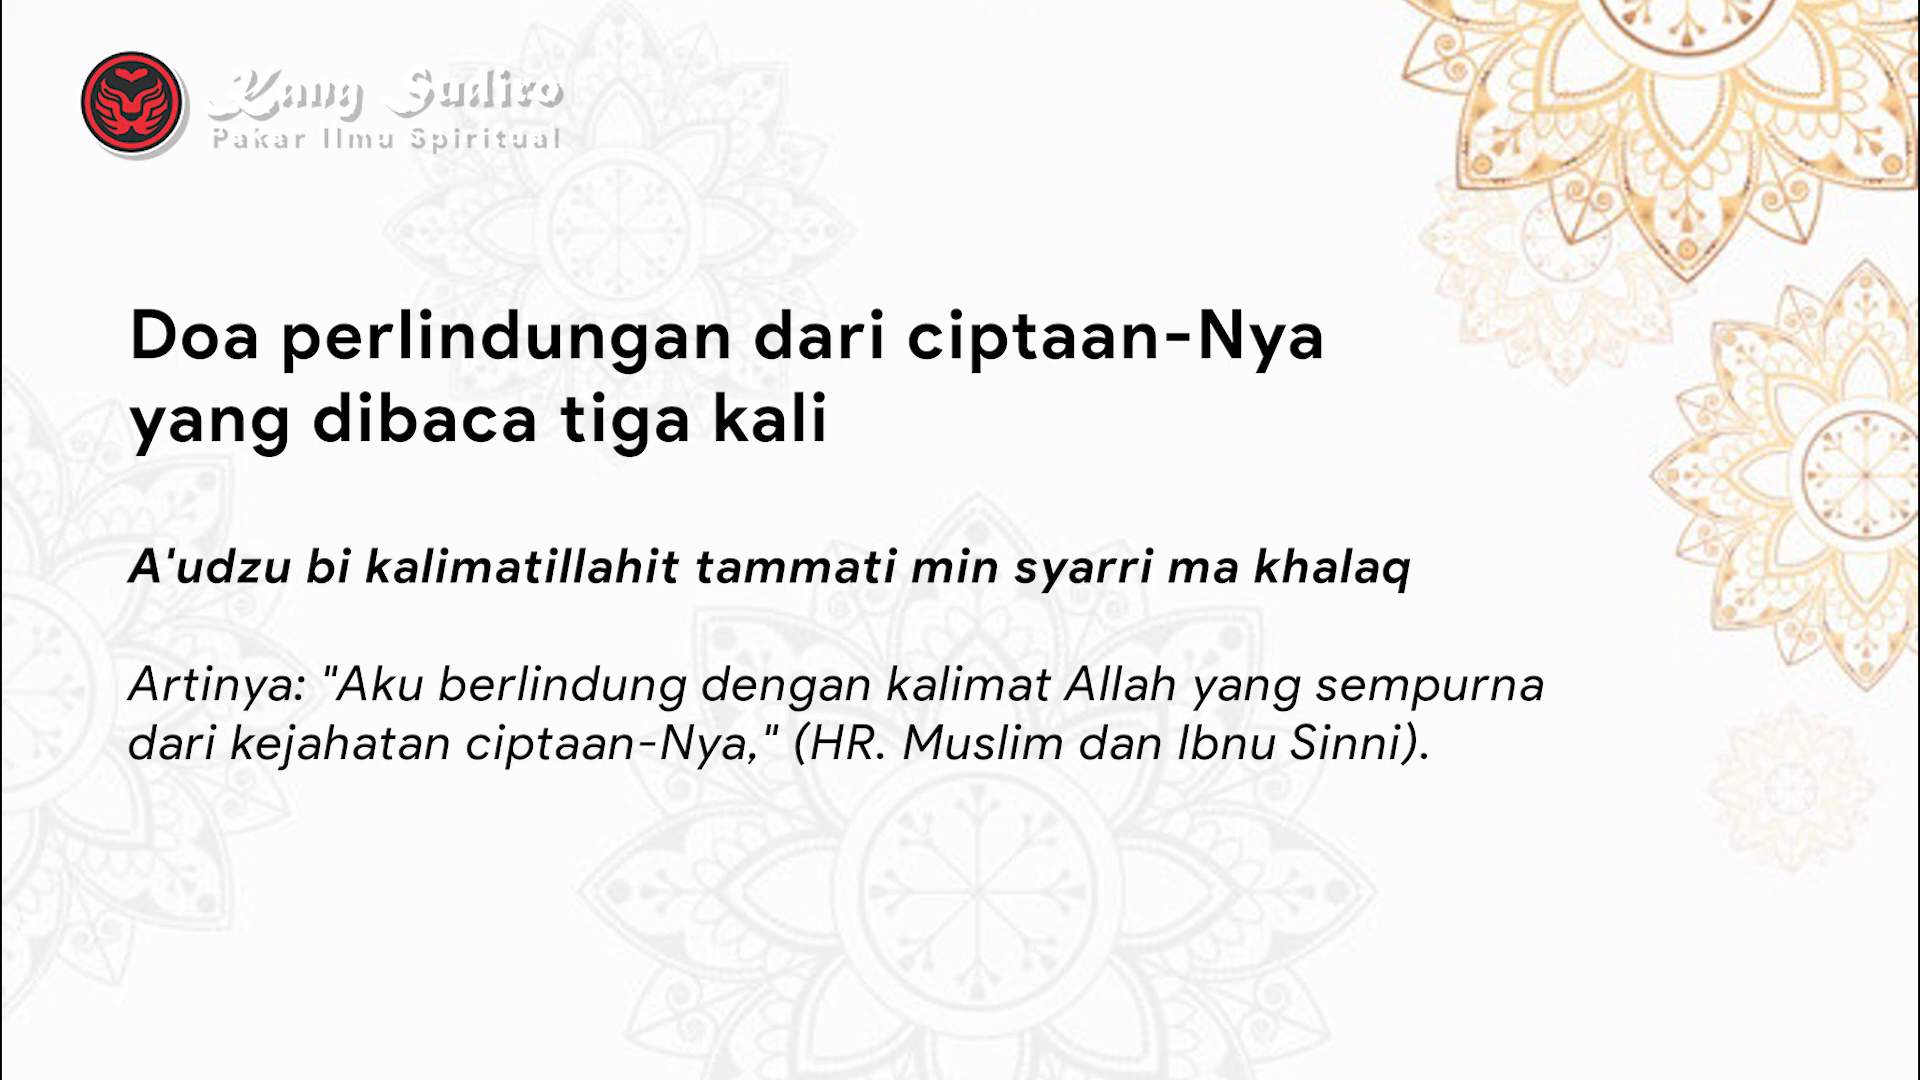 Kang Sudiro
Pakar Ilmu Spiritual
Doa perlindungan dari ciptaan-Nya
yang dibaca tiga kali
A'udzu bi kalimatillahit tammati min syarri ma khalaq
Artinya: "Aku berlindung dengan kalimat Allah yang sempurna
dari kejahatan ciptaan-Nya," (HR. Muslim dan Ibnu Sinni).